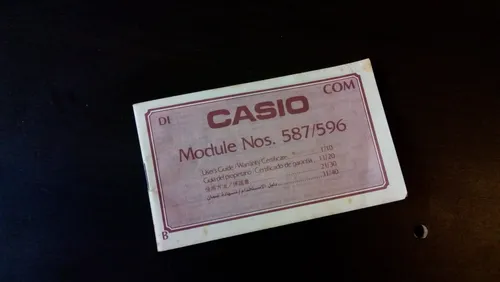 DI
COM
CASIO
Module Nos. 587/596
User's Guide · Warranty Certificate 1/10
Guía del propietario · Certificado de garantía 11/20
21/30
31/40
B